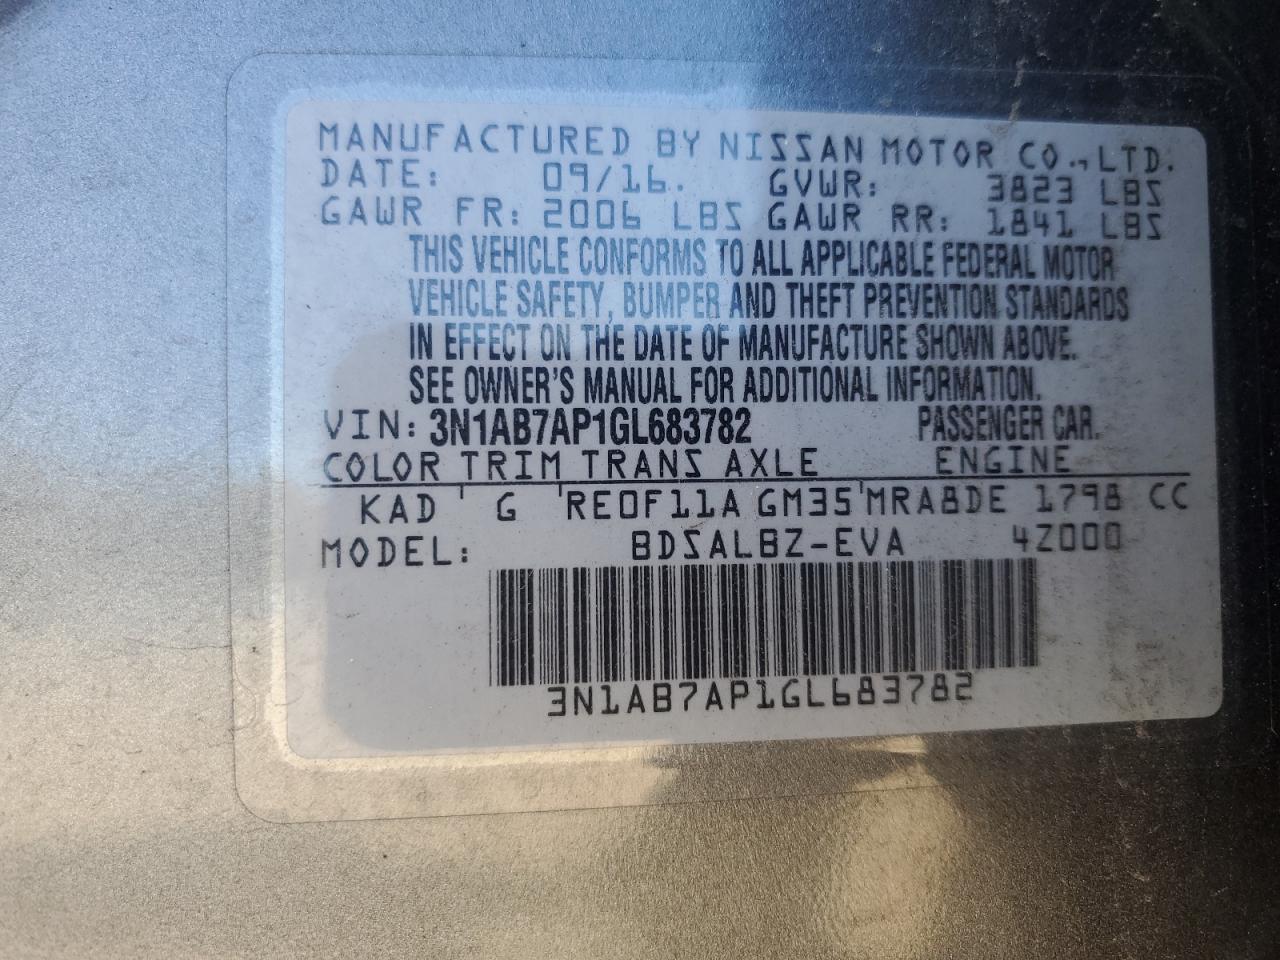 MANUFACTURED BY NISSAN MOTOR CO.,LTD.
DATE: 09/16. GVWR: 3823 LBS
GAWR FR: 2006 LBS GAWR RR: 1841 LBS
THIS VEHICLE CONFORMS TO ALL APPLICABLE FEDERAL MOTOR
VEHICLE SAFETY, BUMPER AND THEFT PREVENTION STANDARDS
IN EFFECT ON THE DATE OF MANUFACTURE SHOWN ABOVE.
SEE OWNER'S MANUAL FOR ADDITIONAL INFORMATION.
VIN: 3N1AB7AP1GL683782 PASSENGER CAR.
COLOR TRIM TRANS AXLE ENGINE
KAD G RE0F11A GM35 MRA8DE 1798 CC
MODEL: BDSALBZ-EVA 4Z000
3N1AB7AP1GL683782